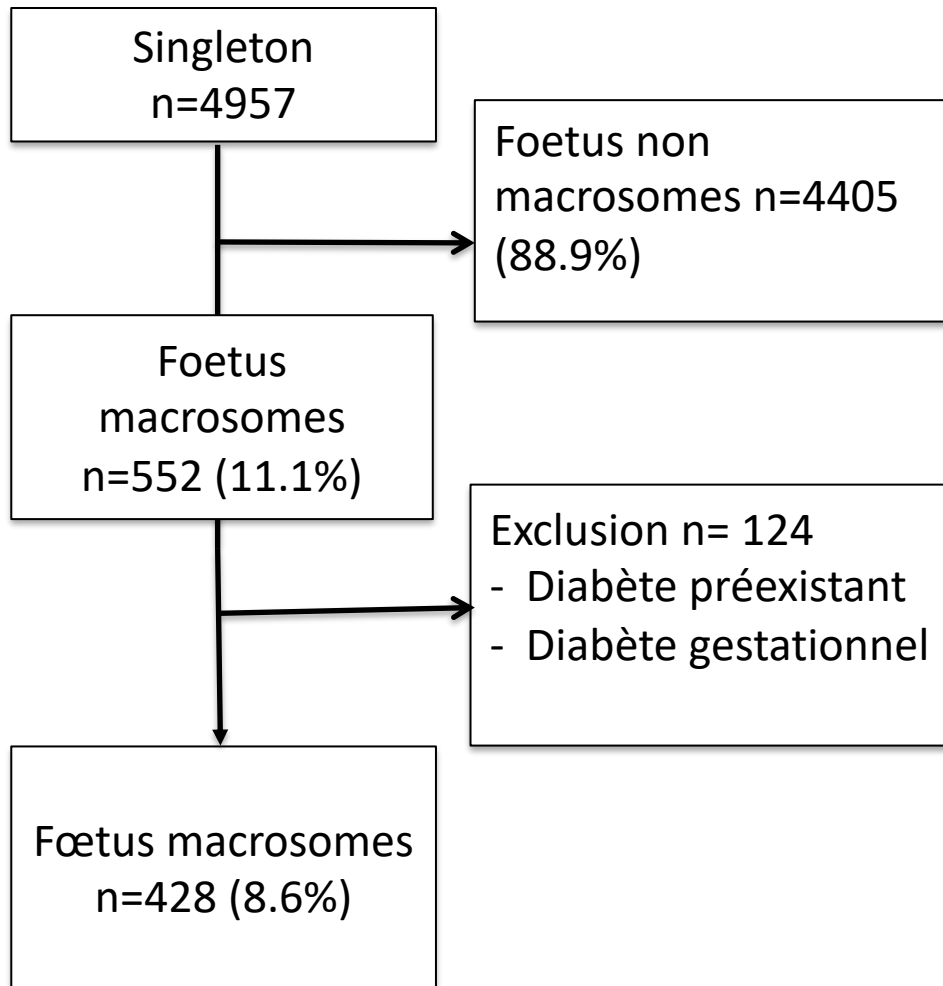 Singleton
n=4957
Foetus non
macrosomes n=4405
(88.9%)
Foetus
macrosomes
n=552 (11.1%)
Exclusion n= 124
- Diabète préexistant
- Diabète gestationnel
Fœtus macrosomes
n=428 (8.6%)